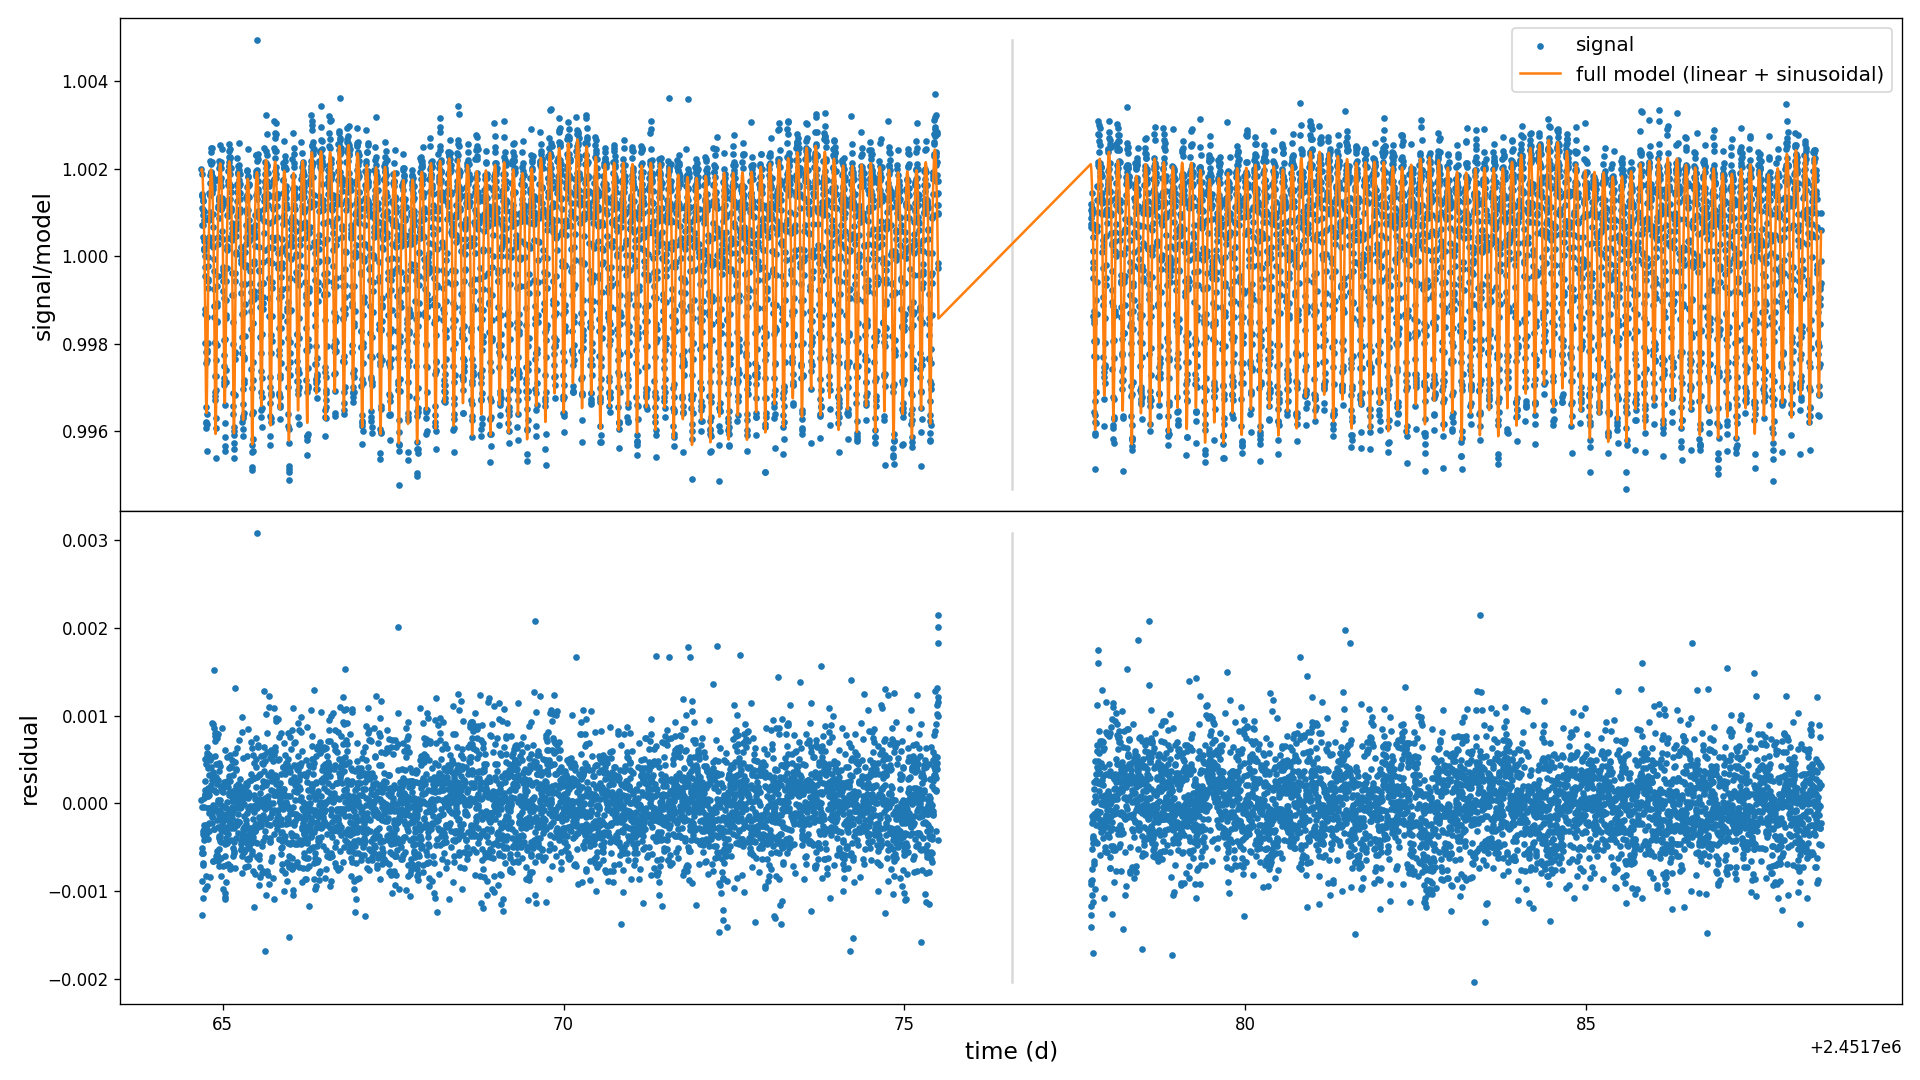 signal
full model (linear + sinusoidal)
signal/model
1.004
1.002
1.000
0.998
0.996
residual
0.003
0.002
0.001
0.000
−0.001
−0.002
65
70
75
80
85
time (d)
+2.4517e6